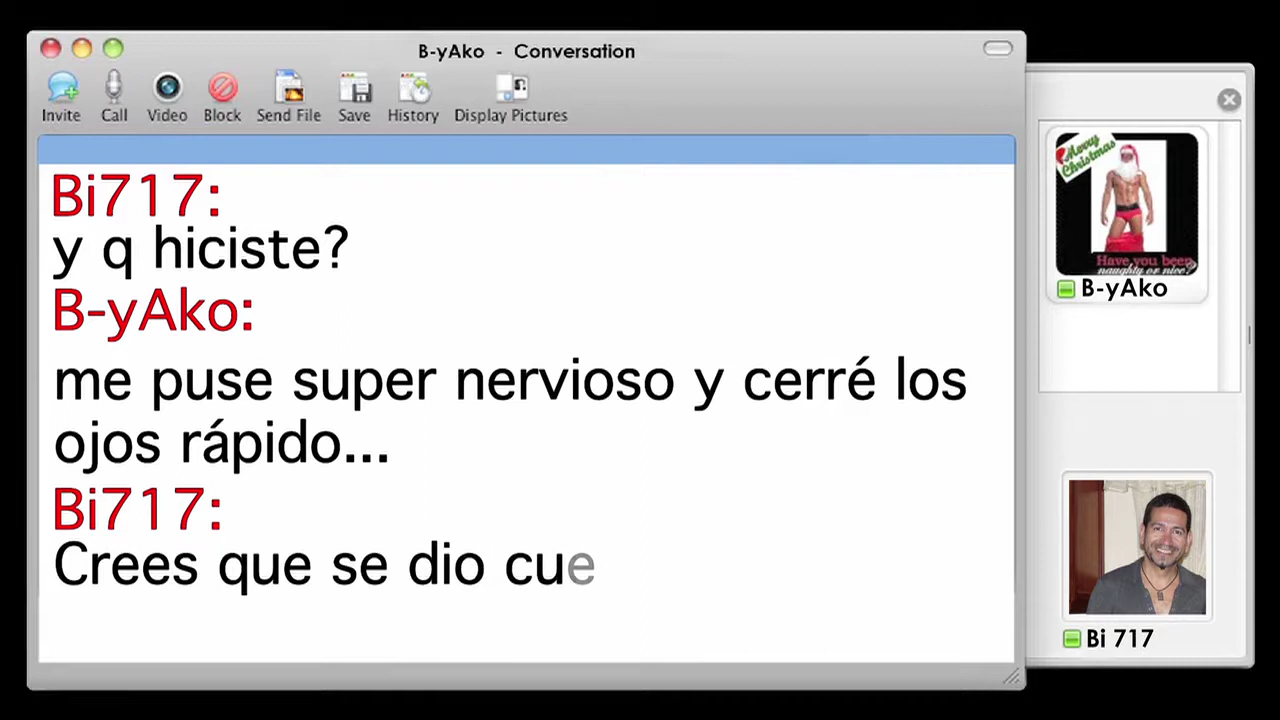 B-yAko - Conversation
Invite
Call
Video
Block
Send File
Save
History
Display Pictures
Bi717:
y q hiciste?
B-yAko:
me puse super nervioso y cerré los
ojos rápido...
Bi717:
Crees que se dio cue
Merry
Christmas
Have you been
naughty or nice?
B-yAko
Bi 717